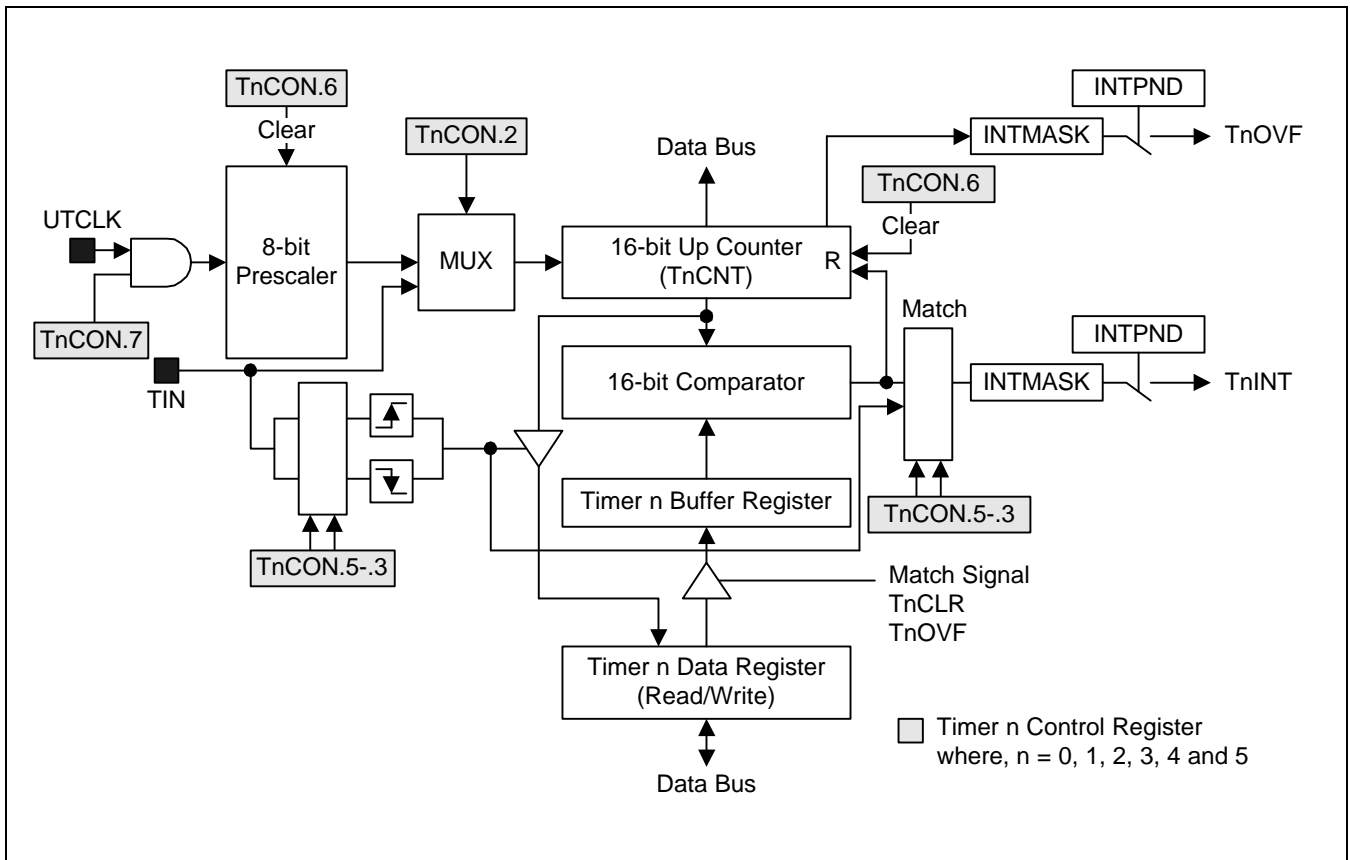 TnCON.6
Clear
INTPND
TnCON.2
Data Bus
INTMASK
TnOVF
TnCON.6
Clear
UTCLK
8-bit
Prescaler
MUX
16-bit Up Counter
(TnCNT)
R
TnCON.7
Match
INTPND
TIN
16-bit Comparator
INTMASK
TnINT
Timer n Buffer Register
TnCON.5-.3
TnCON.5-.3
Match Signal
TnCLR
TnOVF
Timer n Data Register
(Read/Write)
Timer n Control Register
where, n = 0, 1, 2, 3, 4 and 5
Data Bus